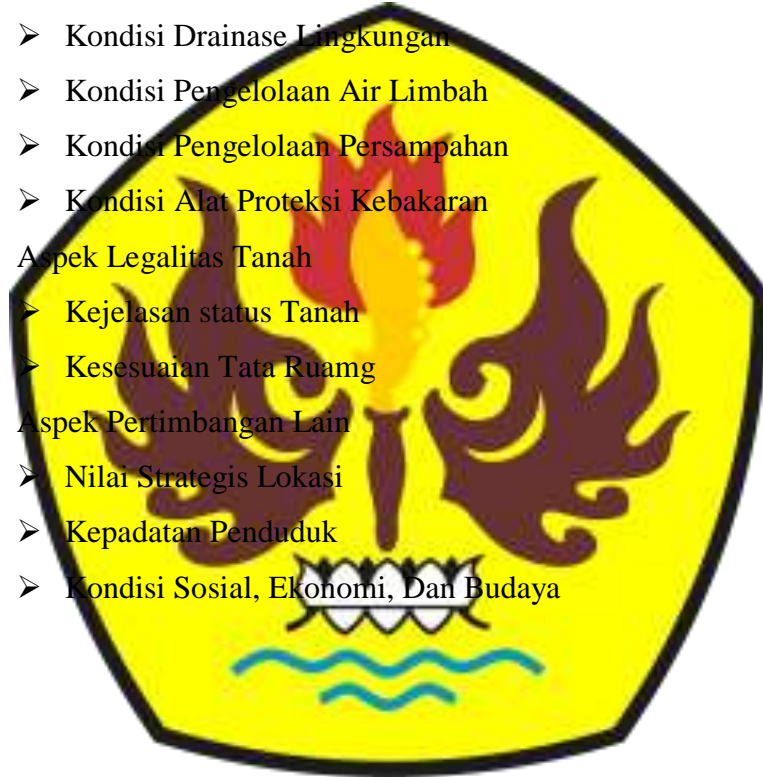 ➢ Kondisi Drainase Lingkungan
➢ Kondisi Pengelolaan Air Limbah
➢ Kondisi Pengelolaan Persampahan
➢ Kondisi Alat Proteksi Kebakaran
Aspek Legalitas Tanah
➢ Kejelasan status Tanah
➢ Kesesuaian Tata Ruamg
Aspek Pertimbangan Lain
➢ Nilai Strategis Lokasi
➢ Kepadatan Penduduk
➢ Kondisi Sosial, Ekonomi, Dan Budaya